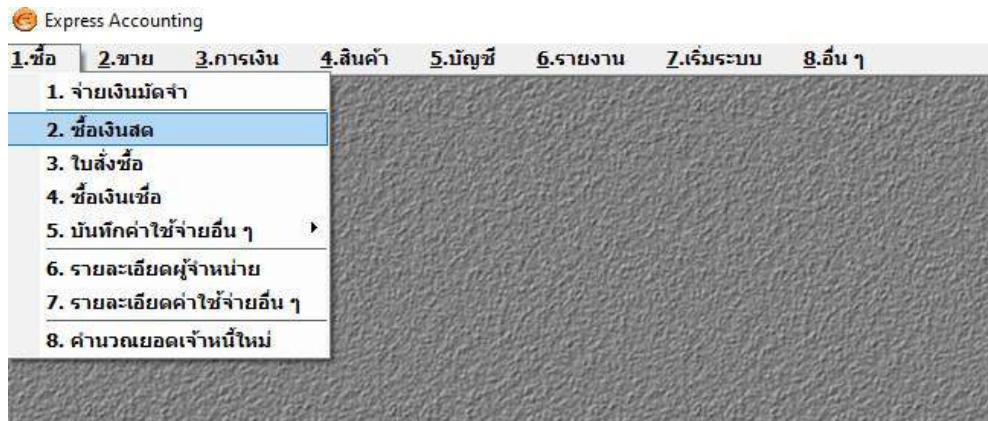 Express Accounting
1.ซื้อ 2.ขาย 3.การเงิน 4.สินค้า 5.บัญชี 6.รายงาน 7.เริ่มระบบ 8.อื่น ๆ
1. จ่ายเงินมัดจำ
2. ซื้อเงินสด
3. ใบสั่งซื้อ
4. ซื้อเงินเชื่อ
5. บันทึกค่าใช้จ่ายอื่น ๆ
6. รายละเอียดผู้จำหน่าย
7. รายละเอียดค่าใช้จ่ายอื่น ๆ
8. คำนวณยอดเจ้าหนี้ใหม่